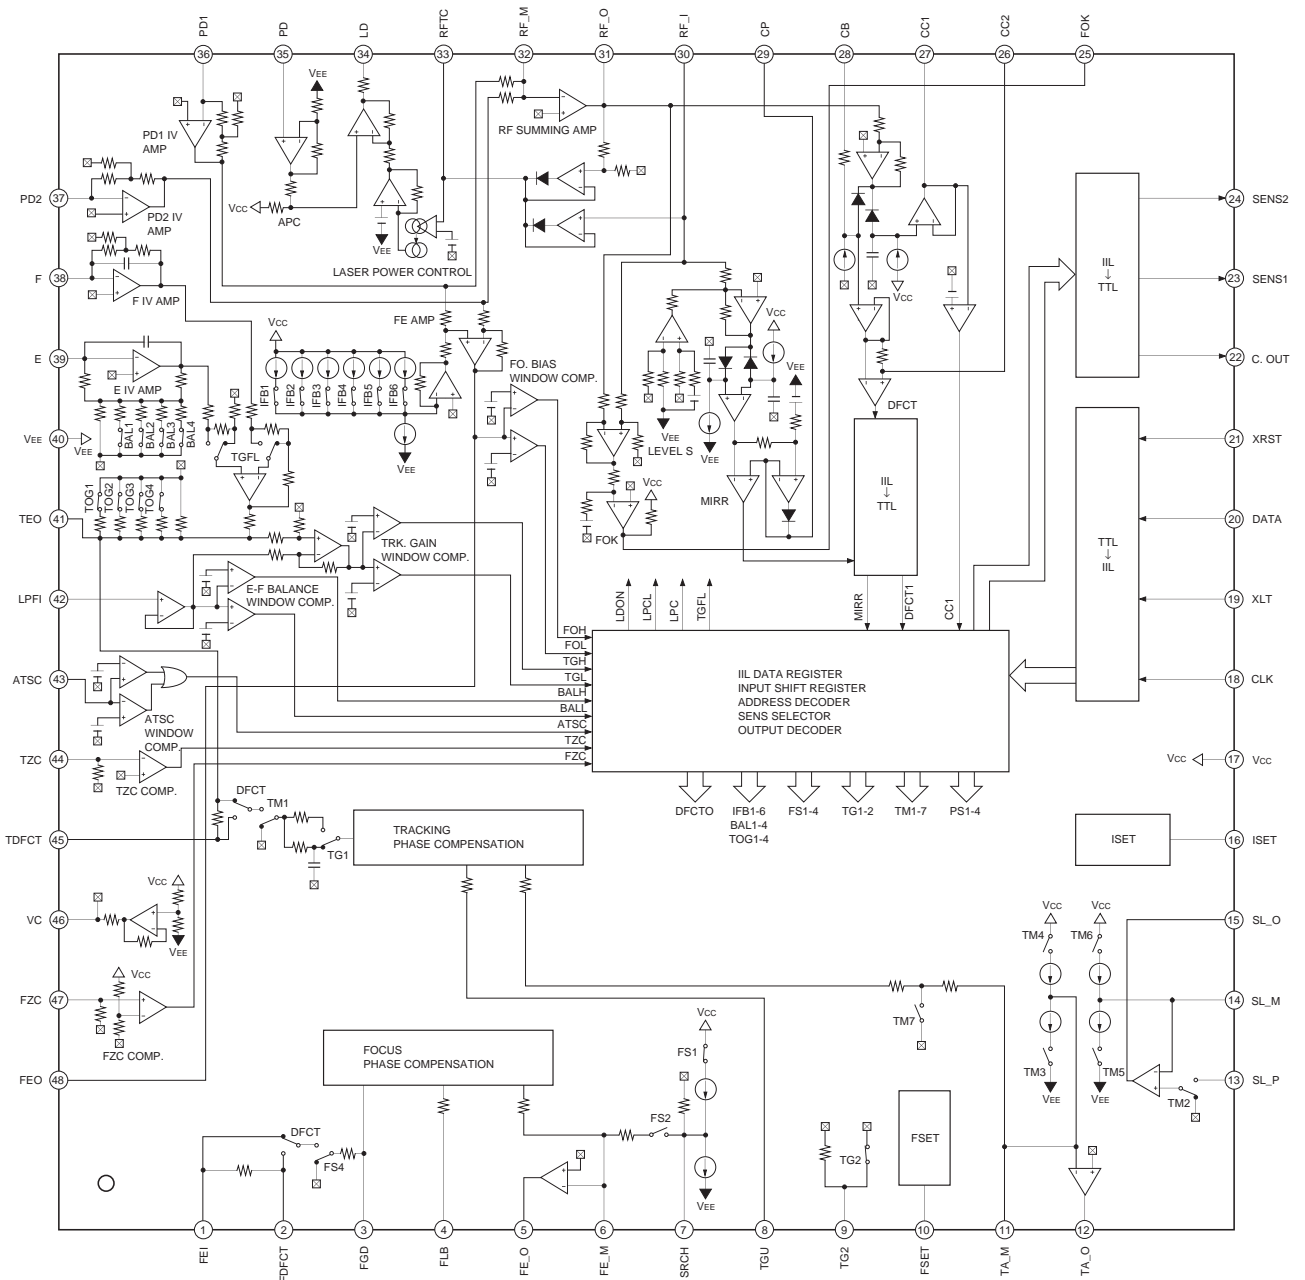 PD1
PD
LD
RFTC
RF_M
RF_O
RF_I
CP
CB
CC1
CC2
FOK
36
35
34
33
32
31
30
29
28
27
26
25
VEE
PD1 IV
AMP
RF SUMMING AMP
PD2
37
PD2 IV
AMP
VCC
APC
VEE
LASER POWER CONTROL
IIL
↓
TTL
24
SENS2
F
38
F IV AMP
VCC
23
SENS1
VCC
FE AMP
VCC
E
39
E IV AMP
IFB1
IFB2
IFB3
IFB4
IFB5
IFB6
FO. BIAS
WINDOW COMP.
VEE
22
C. OUT
DFCT
VEE
40
VEE
BAL1
BAL2
BAL3
BAL4
TGFL
VEE
VEE
LEVEL S
VEE
21
XRST
TOG1
TOG2
TOG3
TOG4
MIRR
IIL
↓
TTL
VCC
TEO
41
TRK. GAIN
WINDOW COMP.
FOK
TTL
↓
IIL
20
DATA
LPFI
42
E-F BALANCE
WINDOW COMP.
LDON
LPCL
LPC
TGFL
MIRR
DFCT1
CC1
19
XLT
FOH
FOL
TGH
TGL
BALH
BALL
ATSC
TZC
FZC
IIL DATA REGISTER
INPUT SHIFT REGISTER
ADDRESS DECODER
SENS SELECTOR
OUTPUT DECODER
ATSC
43
ATSC
WINDOW
COMP.
18
CLK
TZC
44
TZC COMP.
VCC
17
VCC
DFCT
TM1
DFCTO
IFB1-6
BAL1-4
TOG1-4
FS1-4
TG1-2
TM1-7
PS1-4
TDFCT
45
TG1
TRACKING
PHASE COMPENSATION
ISET
16
ISET
VC
46
VCC
VEE
VCC
VCC
TM4
TM6
15
SL_O
FZC
47
VCC
FZC COMP.
TM7
14
SL_M
FOCUS
PHASE COMPENSATION
VCC
FS1
TM3
TM5
VEE
VEE
FEO
48
13
SL_P
TM2
FSET
DFCT
FS4
FS2
TG2
VEE
1
2
3
4
5
6
7
8
9
10
11
12
FEI
FDFCT
FGD
FLB
FE_O
FE_M
SRCH
TGU
TG2
FSET
TA_M
TA_O